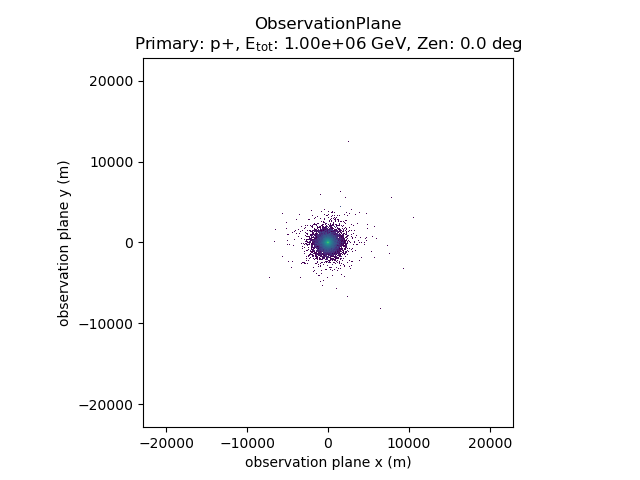 ObservationPlane
Primary: p+, E_tot: 1.00e+06 GeV, Zen: 0.0 deg
observation plane y (m)
20000
10000
0
−10000
−20000
−20000 −10000 0 10000 20000
observation plane x (m)